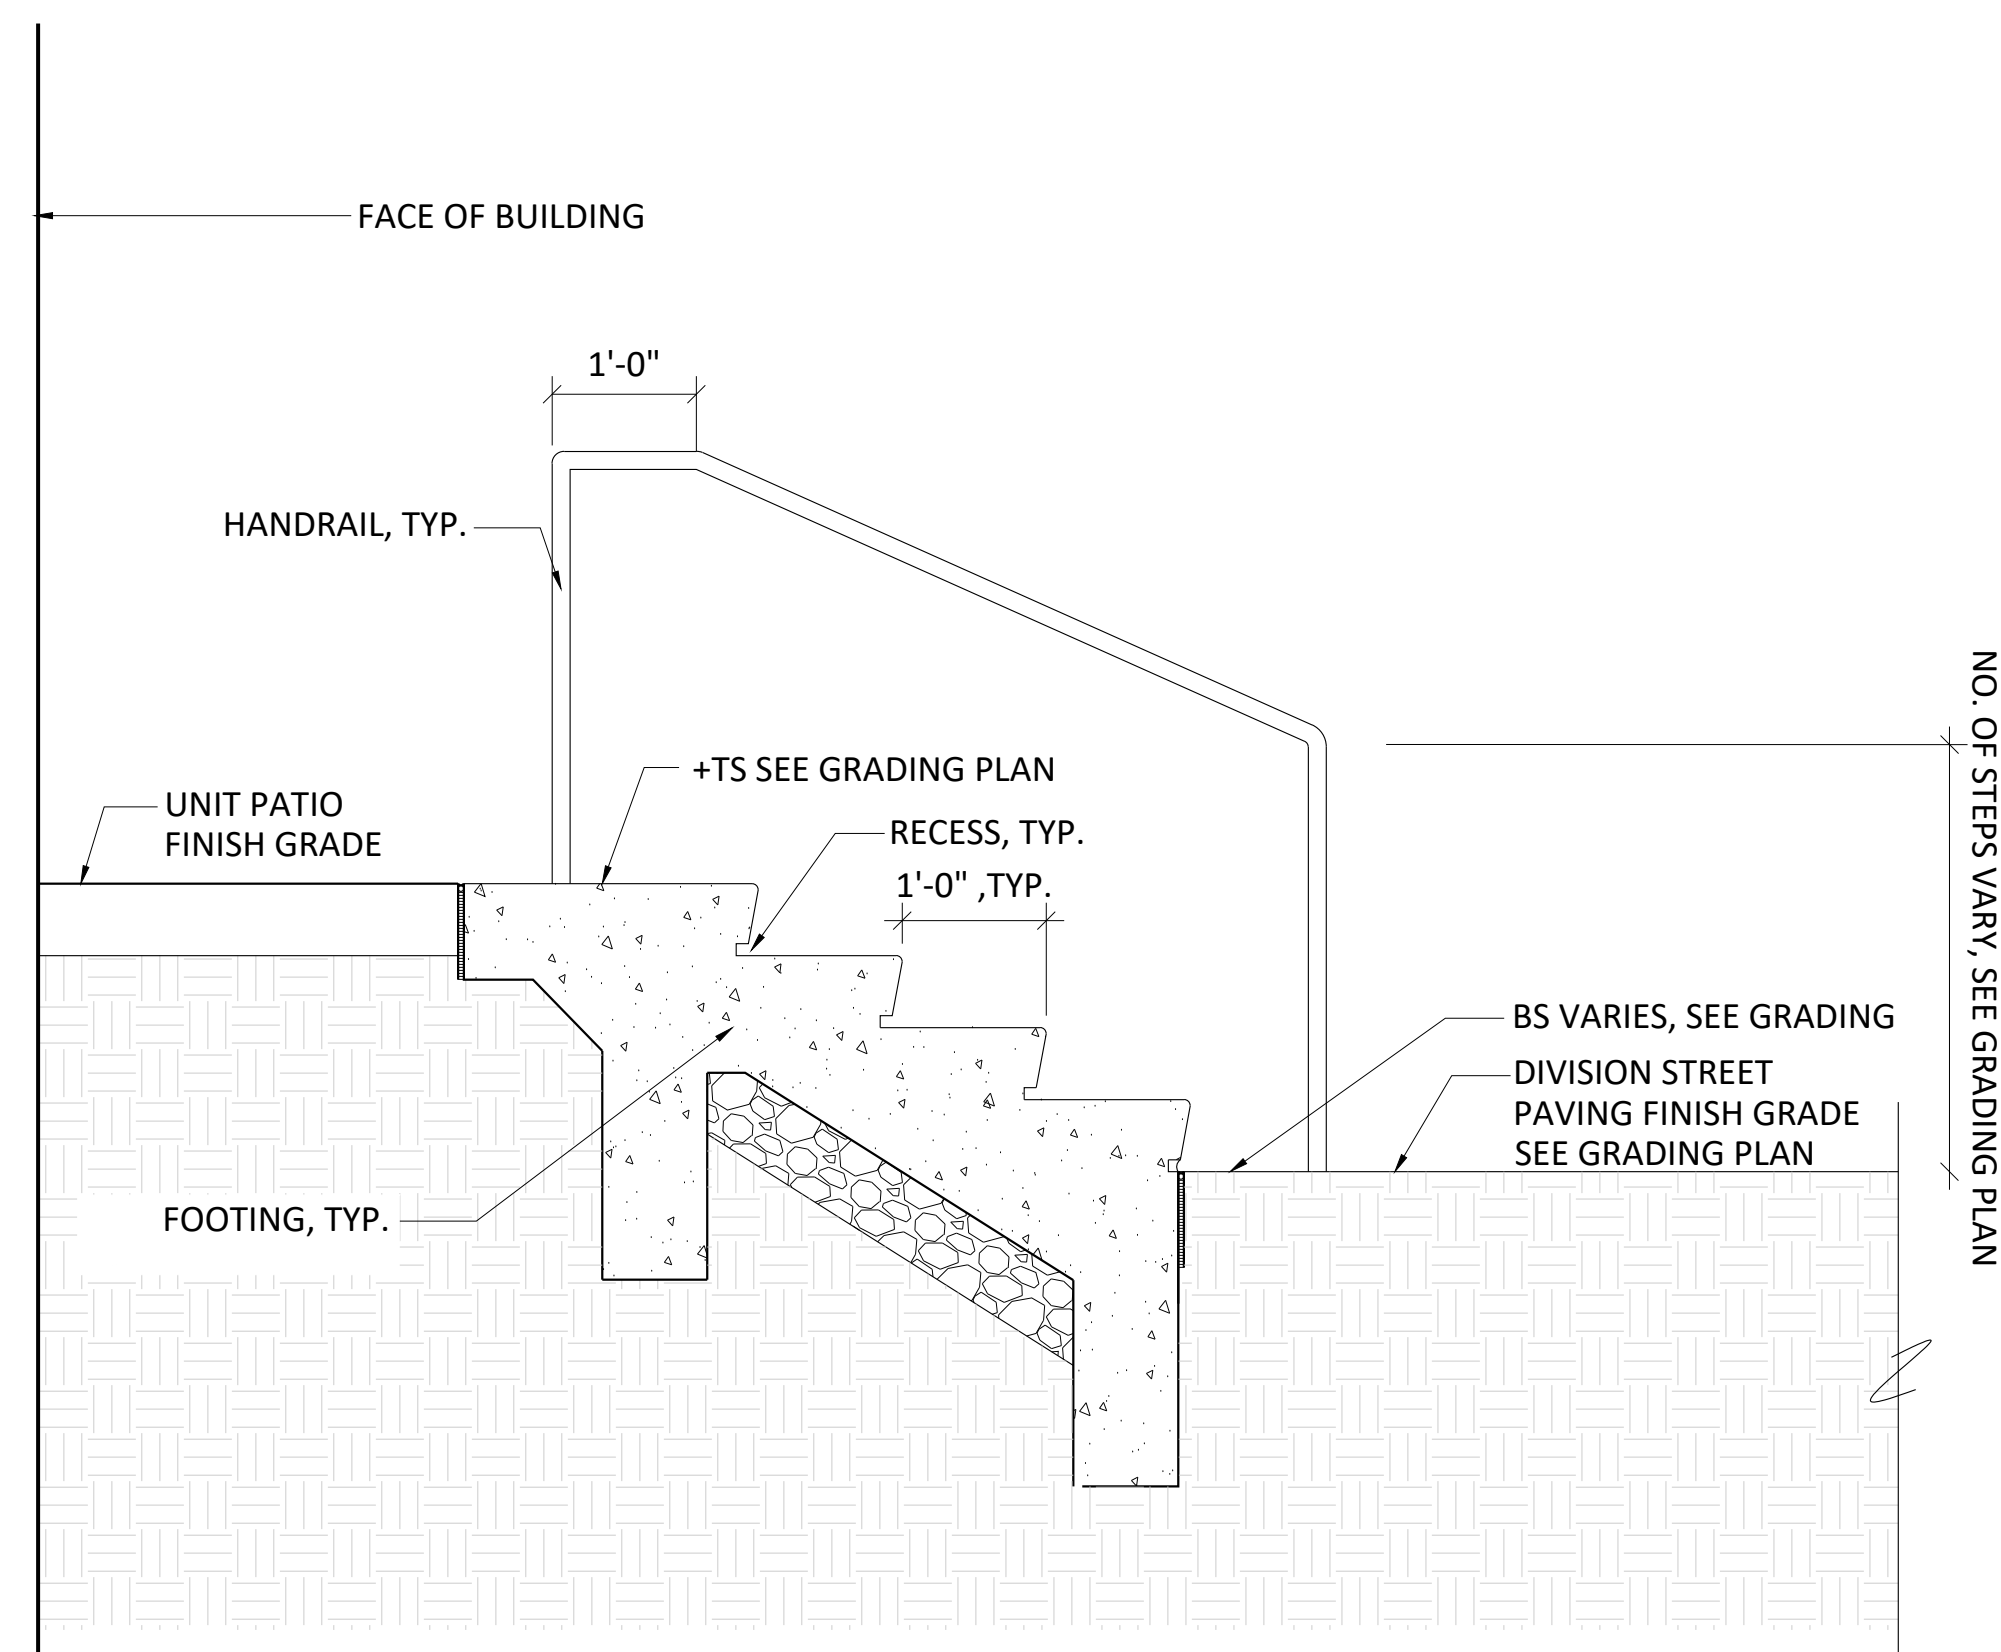 FACE OF BUILDING
1'-0"
HANDRAIL, TYP.
+TS SEE GRADING PLAN
UNIT PATIO
FINISH GRADE
RECESS, TYP.
1'-0" ,TYP.
NO. OF STEPS VARY, SEE GRADING PLAN
BS VARIES, SEE GRADING
DIVISION STREET
PAVING FINISH GRADE
SEE GRADING PLAN
FOOTING, TYP.